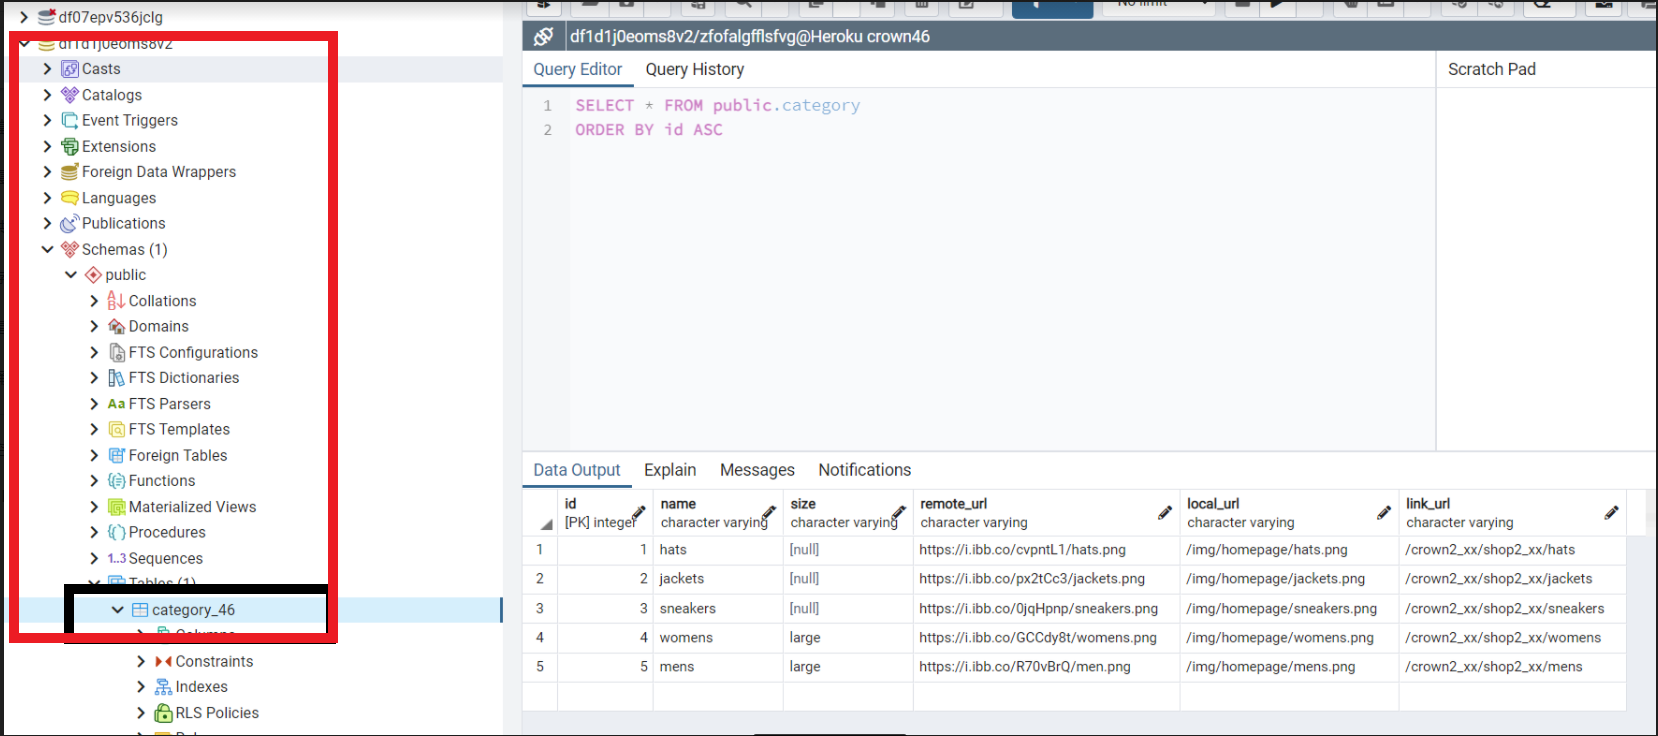 df07epv536jclg
df1d1j0eoms8v2
Casts
Catalogs
Event Triggers
Extensions
Foreign Data Wrappers
Languages
Publications
Schemas (1)
public
Collations
Domains
FTS Configurations
FTS Dictionaries
Aa FTS Parsers
FTS Templates
Foreign Tables
Functions
Materialized Views
Procedures
1..3 Sequences
Tables (1)
category_46
Columns
Constraints
Indexes
RLS Policies
No limit
df1d1j0eoms8v2/zfofalgfflsfvg@Heroku crown46
Query Editor Query History
Scratch Pad
1 SELECT * FROM public.category
2 ORDER BY id ASC
Data Output Explain Messages Notifications
id name size remote_url local_url link_url
[PK] integer character varying character varying character varying character varying character varying
1 1 hats [null] https://i.ibb.co/cvpntL1/hats.png /img/homepage/hats.png /crown2_xx/shop2_xx/hats
2 2 jackets [null] https://i.ibb.co/px2tCc3/jackets.png /img/homepage/jackets.png /crown2_xx/shop2_xx/jackets
3 3 sneakers [null] https://i.ibb.co/0jqHpnp/sneakers.png /img/homepage/sneakers.png /crown2_xx/shop2_xx/sneakers
4 4 womens large https://i.ibb.co/GCCdy8t/womens.png /img/homepage/womens.png /crown2_xx/shop2_xx/womens
5 5 mens large https://i.ibb.co/R70vBrQ/men.png /img/homepage/mens.png /crown2_xx/shop2_xx/mens